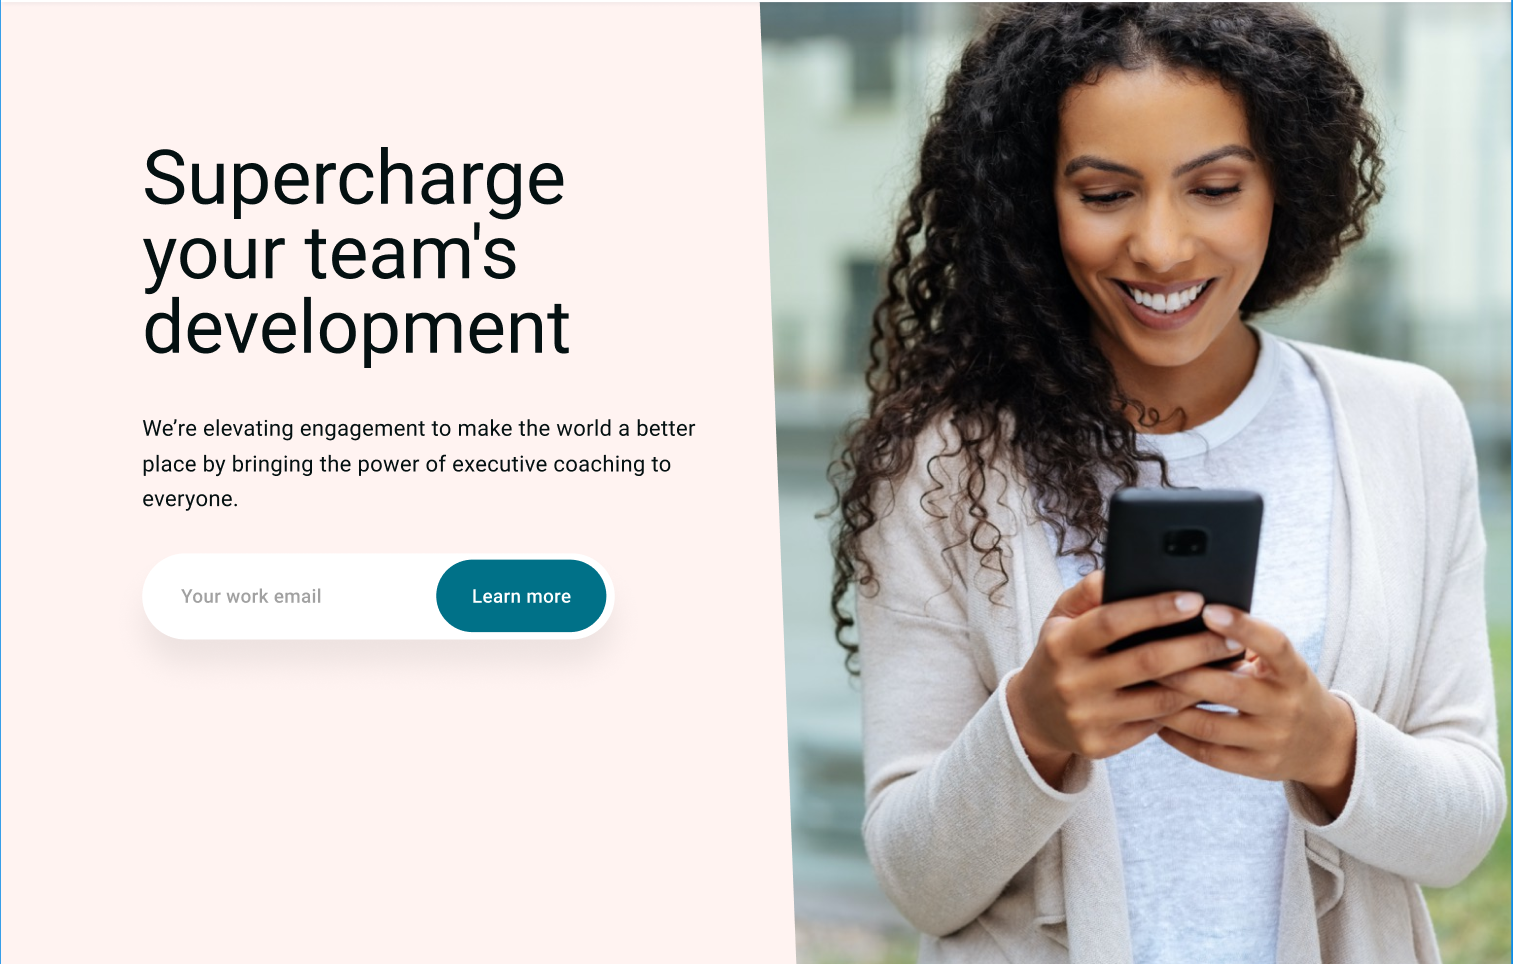 Supercharge
your team's
development
We’re elevating engagement to make the world a better
place by bringing the power of executive coaching to
everyone.
Your work email
Learn more